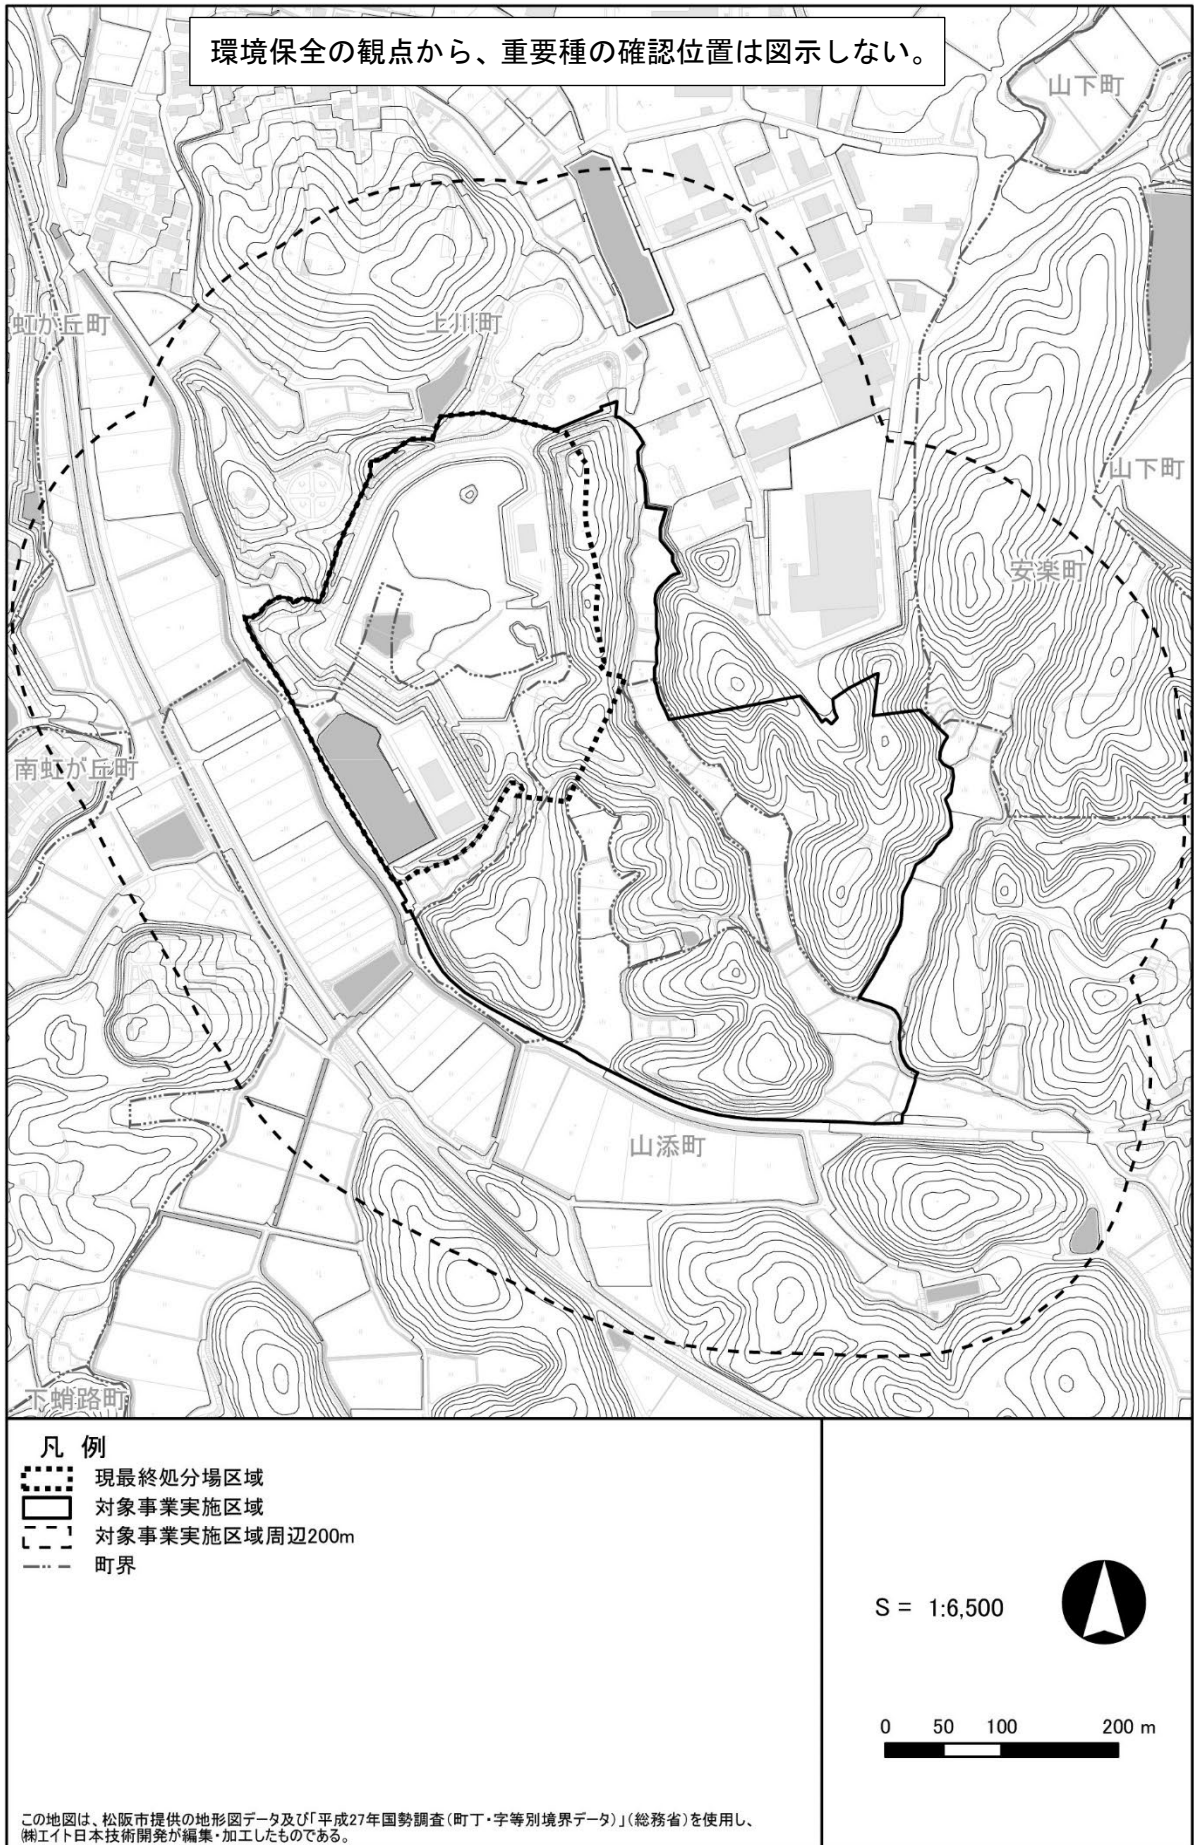 環境保全の観点から、重要種の確認位置は図示しない。
山下町
虹が丘町
上川町
山下町
安楽町
南虹が丘町
山添町
下蛸路町
凡 例
現最終処分場区域
対象事業実施区域
対象事業実施区域周辺200m
町界
S = 1:6,500
0 50 100 200 m
この地図は、松阪市提供の地形図データ及び「平成27年国勢調査（町丁・字等別境界データ）」（総務省）を使用し、
㈱エイト日本技術開発が編集・加工したものである。